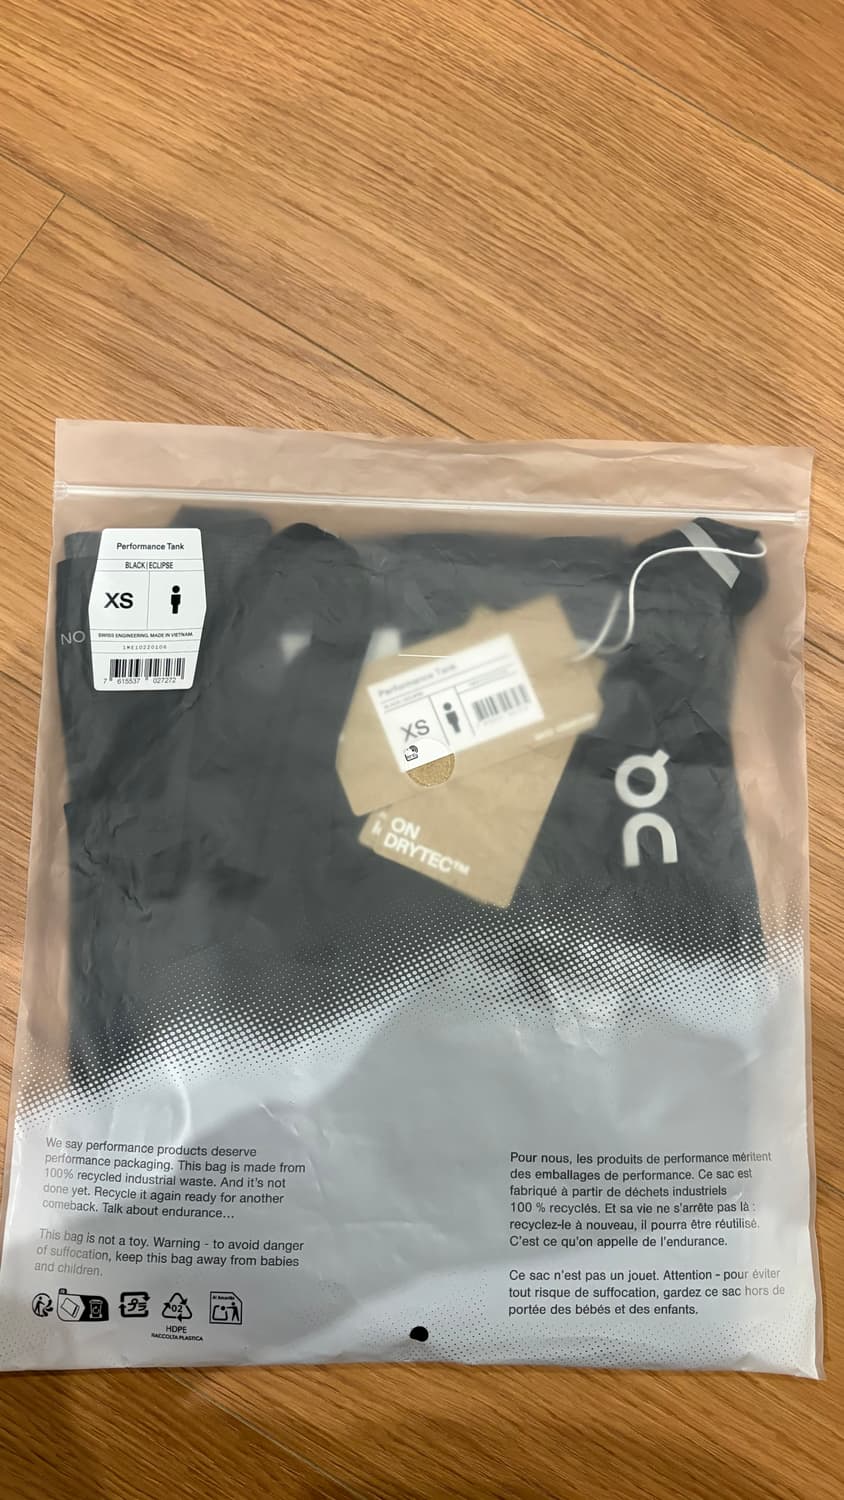 Performance Tank
BLACK | ECLIPSE
XS
NO
SWISS ENGINEERING. MADE IN VIETNAM.
1ME10220106
7 615537 027272
Performance Tank
XS
ON
DRYTEC™
On
We say performance products deserve
performance packaging. This bag is made from
100% recycled industrial waste. And it's not
done yet. Recycle it again ready for another
comeback. Talk about endurance...
This bag is not a toy. Warning - to avoid danger
of suffocation, keep this bag away from babies
and children.
02
HDPE
RACCOLTA PLASTICA
Pour nous, les produits de performance méritent
des emballages de performance. Ce sac est
fabriqué à partir de déchets industriels
100 % recyclés. Et sa vie ne s'arrête pas là :
recyclez-le à nouveau, il pourra être réutilisé.
C'est ce qu'on appelle de l'endurance.
Ce sac n'est pas un jouet. Attention - pour éviter
tout risque de suffocation, gardez ce sac hors de
portée des bébés et des enfants.